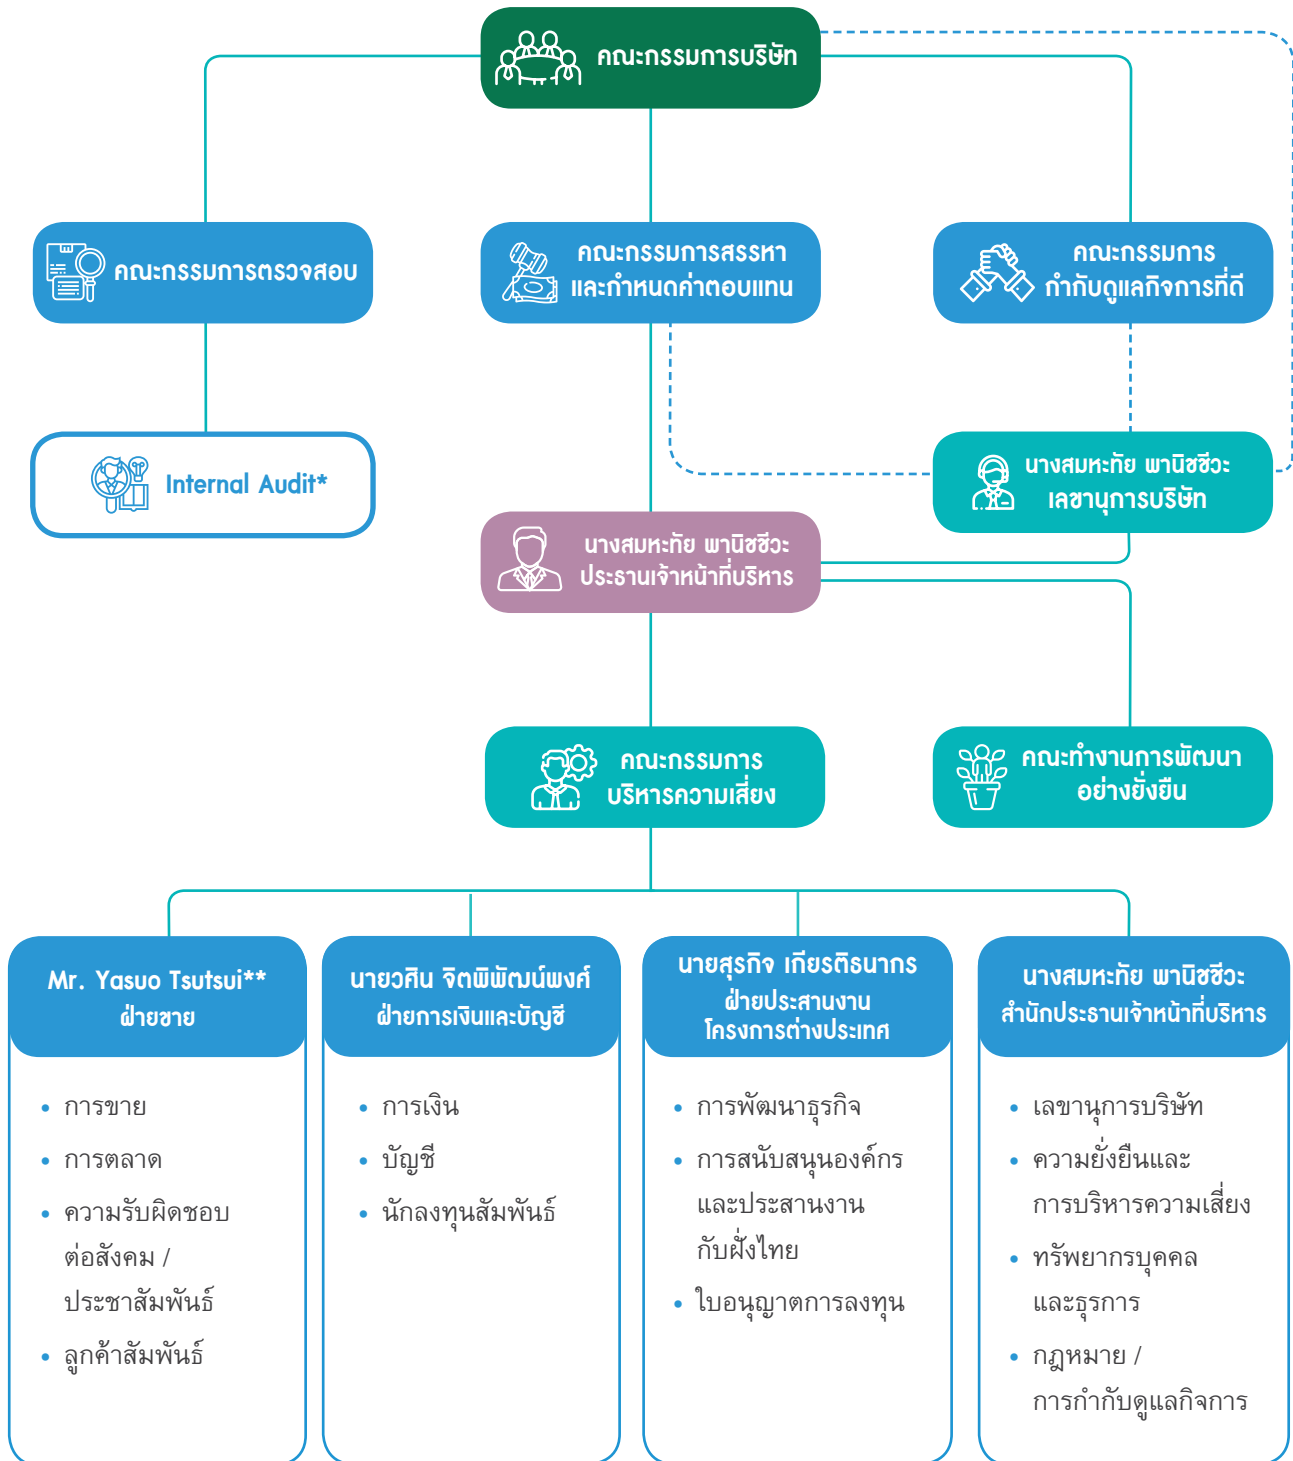 คณะกรรมการบริษัท
คณะกรรมการตรวจสอบ
คณะกรรมการสรรหา
และกำหนดค่าตอบแทน
คณะกรรมการ
กำกับดูแลกิจการที่ดี
Internal Audit*
นางสมหะทัย พานิชชีวะ
เลขานุการบริษัท
นางสมหะทัย พานิชชีวะ
ประธานเจ้าหน้าที่บริหาร
คณะกรรมการ
บริหารความเสี่ยง
คณะทำงานการพัฒนา
อย่างยั่งยืน
Mr. Yasuo Tsutsui**
ฝ่ายขาย
• การขาย
• การตลาด
• ความรับผิดชอบ
ต่อสังคม /
ประชาสัมพันธ์
• ลูกค้าสัมพันธ์
นายวศิน จิตพิพัฒน์พงศ์
ฝ่ายการเงินและบัญชี
• การเงิน
• บัญชี
• นักลงทุนสัมพันธ์
นายสุรกิจ เกียรติธนากร
ฝ่ายประสานงาน
โครงการต่างประเทศ
• การพัฒนาธุรกิจ
• การสนับสนุนองค์กร
และประสานงาน
กับฝั่งไทย
• ใบอนุญาตการลงทุน
นางสมหะทัย พานิชชีวะ
สำนักประธานเจ้าหน้าที่บริหาร
• เลขานุการบริษัท
• ความยั่งยืนและ
การบริหารความเสี่ยง
• ทรัพยากรบุคคล
และธุรการ
• กฎหมาย /
การกำกับดูแลกิจการ